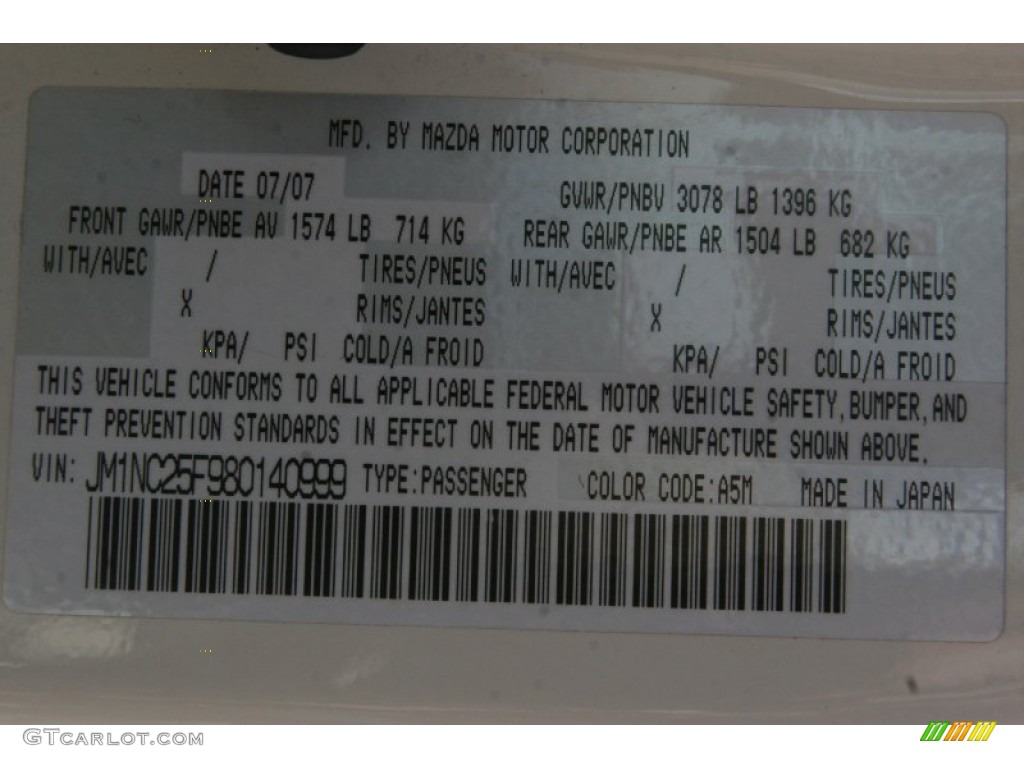 MFD. BY MAZDA MOTOR CORPORATION
DATE 07/07 GVWR/PNBV 3078 LB 1396 KG
FRONT GAWR/PNBE AV 1574 LB 714 KG REAR GAWR/PNBE AR 1504 LB 682 KG
WITH/AVEC / TIRES/PNEUS WITH/AVEC / TIRES/PNEUS
X RIMS/JANTES X RIMS/JANTES
KPA/ PSI COLD/A FROID KPA/ PSI COLD/A FROID
THIS VEHICLE CONFORMS TO ALL APPLICABLE FEDERAL MOTOR VEHICLE SAFETY, BUMPER, AND
THEFT PREVENTION STANDARDS IN EFFECT ON THE DATE OF MANUFACTURE SHOWN ABOVE.
VIN: JM1NC25F980140999 TYPE:PASSENGER COLOR CODE:A5M MADE IN JAPAN
GTCARLOT.COM